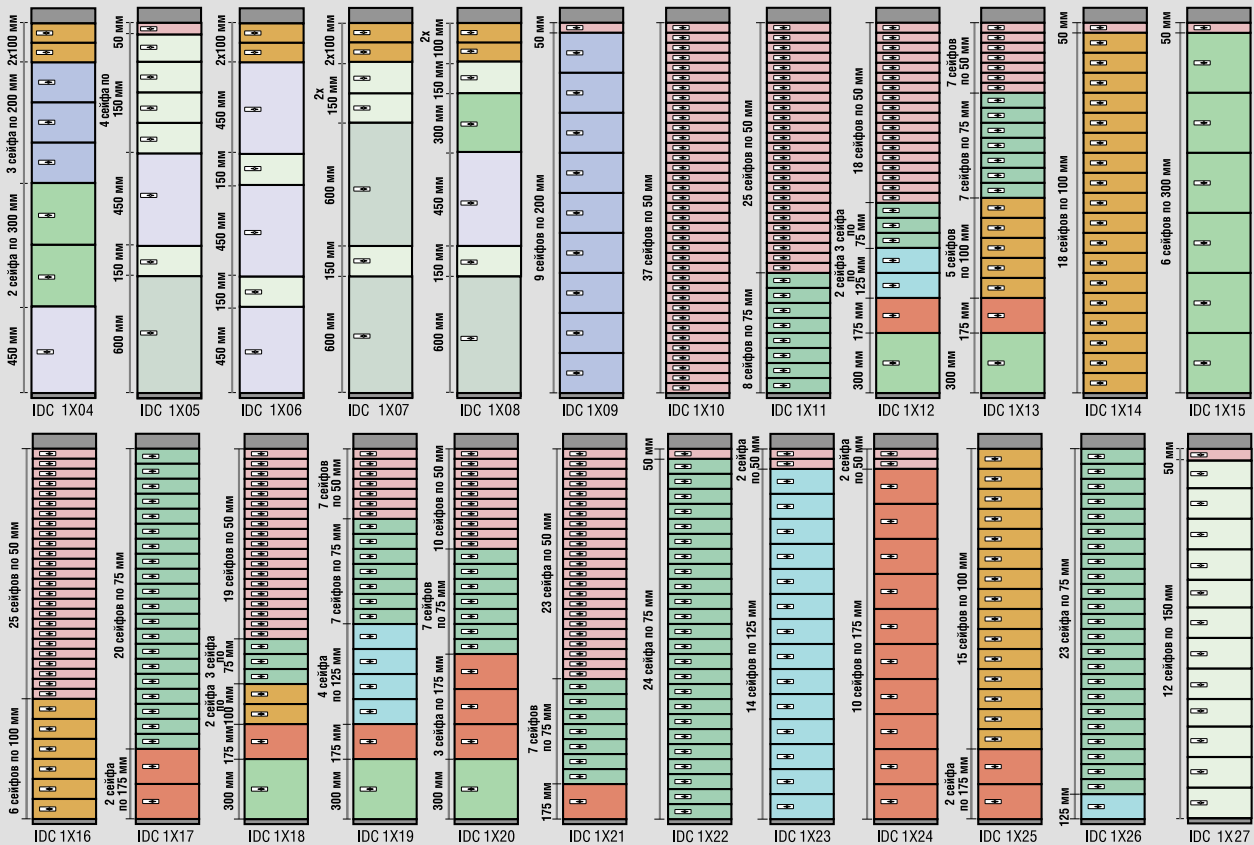 2x100 мм
3 сейфа по 200 мм
2 сейфа по 300 мм
450 мм
IDC 1X04
50 мм
4 сейфа по
150 мм
450 мм
150 мм
600 мм
IDC 1X05
2x100 мм
450 мм
150 мм
450 мм
150 мм
450 мм
IDC 1X06
2x100 мм
2x
150 мм
600 мм
150 мм
600 мм
IDC 1X07
2x
100 мм
150 мм
300 мм
450 мм
150 мм
600 мм
IDC 1X08
50 мм
9 сейфов по 200 мм
IDC 1X09
37 сейфов по 50 мм
IDC 1X10
25 сейфов по 50 мм
8 сейфов по 75 мм
IDC 1X11
18 сейфов по 50 мм
3 сейфа
по
75 мм
2 сейфа
по
125 мм
175 мм
300 мм
IDC 1X12
7 сейфов
по 50 мм
7 сейфов по 75 мм
5 сейфов
по 100 мм
175 мм
300 мм
IDC 1X13
50 мм
18 сейфов по 100 мм
IDC 1X14
50 мм
6 сейфов по 300 мм
IDC 1X15
25 сейфов по 50 мм
6 сейфов по 100 мм
IDC 1X16
20 сейфов по 75 мм
2 сейфа
по 175 мм
IDC 1X17
19 сейфов по 50 мм
3 сейфа
по
75 мм
2 сейфа
по
100 мм
175 мм
300 мм
IDC 1X18
7 сейфов
по 50 мм
7 сейфов по 75 мм
4 сейфа
по 125 мм
175 мм
300 мм
IDC 1X19
10 сейфов по 50 мм
7 сейфов
по 75 мм
3 сейфа по 175 мм
300 мм
IDC 1X20
23 сейфа по 50 мм
7 сейфов
по 75 мм
175 мм
IDC 1X21
50 мм
24 сейфа по 75 мм
IDC 1X22
2 сейфа
по 50 мм
14 сейфов по 125 мм
IDC 1X23
2 сейфа
по 50 мм
10 сейфов по 175 мм
IDC 1X24
15 сейфов по 100 мм
2 сейфа
по 175 мм
IDC 1X25
23 сейфа по 75 мм
125 мм
IDC 1X26
50 мм
12 сейфов по 150 мм
IDC 1X27